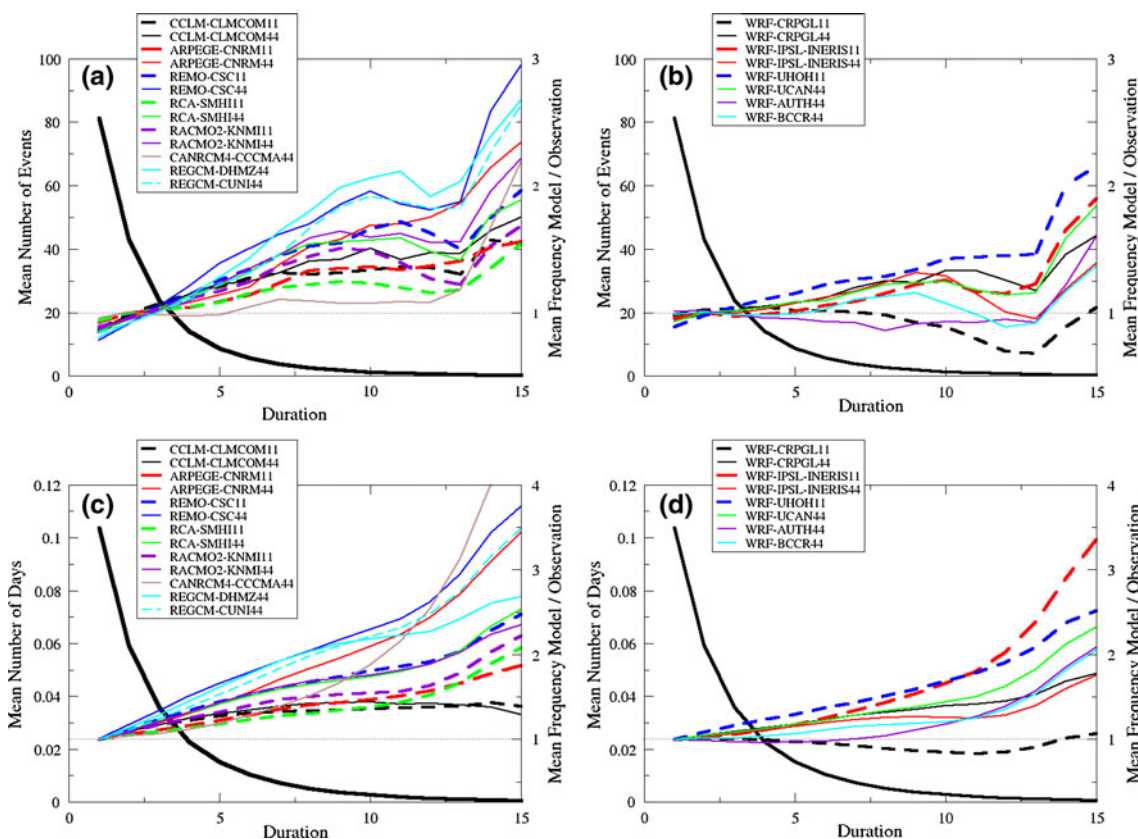 CCLM-CLMCOM11
CCLM-CLMCOM44
ARPEGE-CNRM11
ARPEGE-CNRM44
REMO-CSC11
REMO-CSC44
RCA-SMHI11
RCA-SMHI44
RACMO2-KNMI11
RACMO2-KNMI44
CANRCM4-CCCMA44
REGCM-DHMZ44
REGCM-CUNI44
(a)
100
80
60
40
20
0
Mean Number of Events
3
2
1
Mean Frequency Model / Observation
0 5 10 15
Duration
WRF-CRPGL11
WRF-CRPGL44
WRF-IPSL-INERIS11
WRF-IPSL-INERIS44
WRF-UHOH11
WRF-UCAN44
WRF-AUTH44
WRF-BCCR44
(b)
100
80
60
40
20
0
Mean Number of Events
3
2
1
Mean Frequency Model / Observation
0 5 10 15
Duration
CCLM-CLMCOM11
CCLM-CLMCOM44
ARPEGE-CNRM11
ARPEGE-CNRM44
REMO-CSC11
REMO-CSC44
RCA-SMHI11
RCA-SMHI44
RACMO2-KNMI11
RACMO2-KNMI44
CANRCM4-CCCMA44
REGCM-DHMZ44
REGCM-CUNI44
(c)
0.12
0.1
0.08
0.06
0.04
0.02
0
Mean Number of Days
4
3
2
1
Mean Frequency Model / Observation
0 5 10 15
Duration
WRF-CRPGL11
WRF-CRPGL44
WRF-IPSL-INERIS11
WRF-IPSL-INERIS44
WRF-UHOH11
WRF-UCAN44
WRF-AUTH44
WRF-BCCR44
(d)
0.12
0.1
0.08
0.06
0.04
0.02
0
Mean Number of Days
4
3
2
1
Mean Frequency Model / Observation
0 5 10 15
Duration